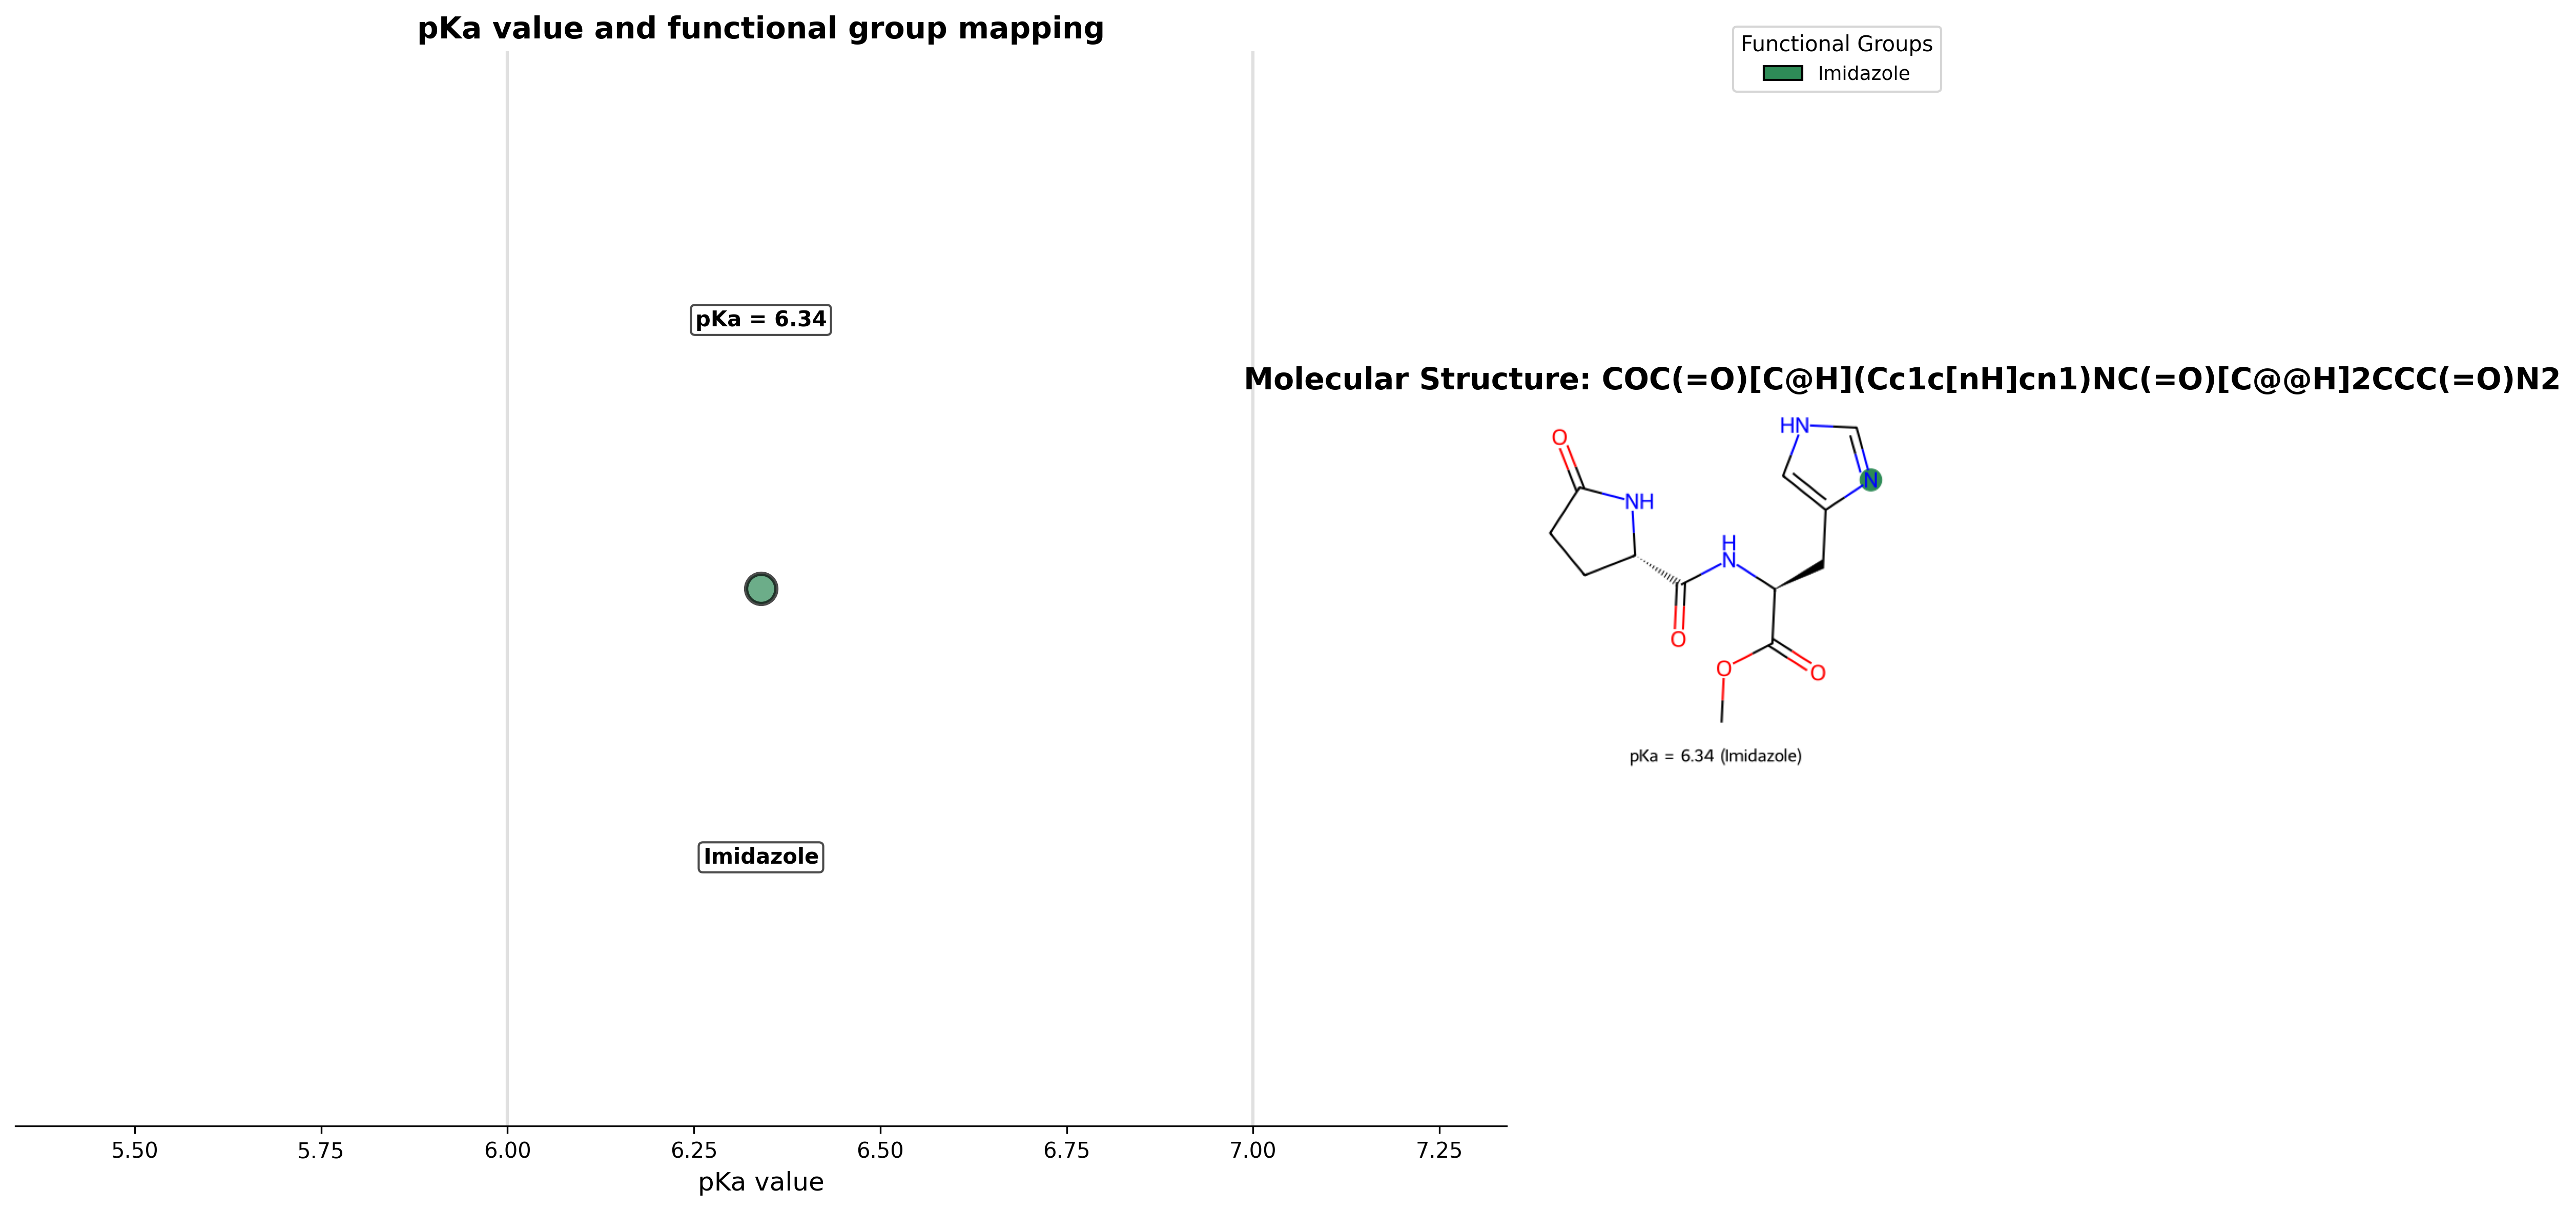 pKa value and functional group mapping
pKa = 6.34
Imidazole
5.50 5.75 6.00 6.25 6.50 6.75 7.00 7.25
pKa value
Functional Groups
Imidazole
Molecular Structure: COC(=O)[C@H](Cc1c[nH]cn1)NC(=O)[C@@H]2CCC(=O)N2
HN
O
N
NH
H
N
O
O
O
pKa = 6.34 (Imidazole)